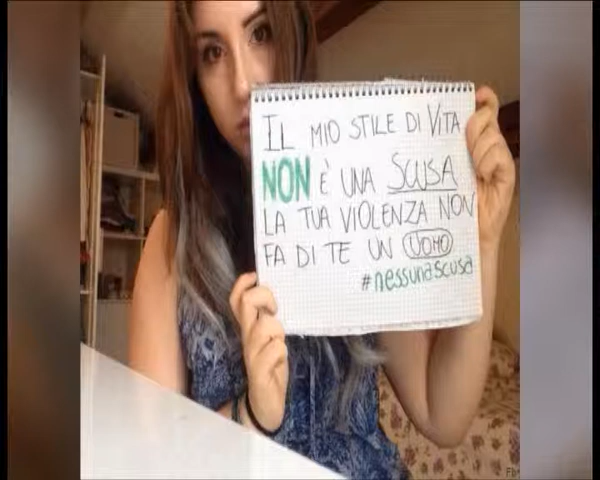 IL MIO STILE DI VITA
NON È UNA SCUSA
LA TUA VIOLENZA NON
FA DI TE UN UOMO
#nessunascusa